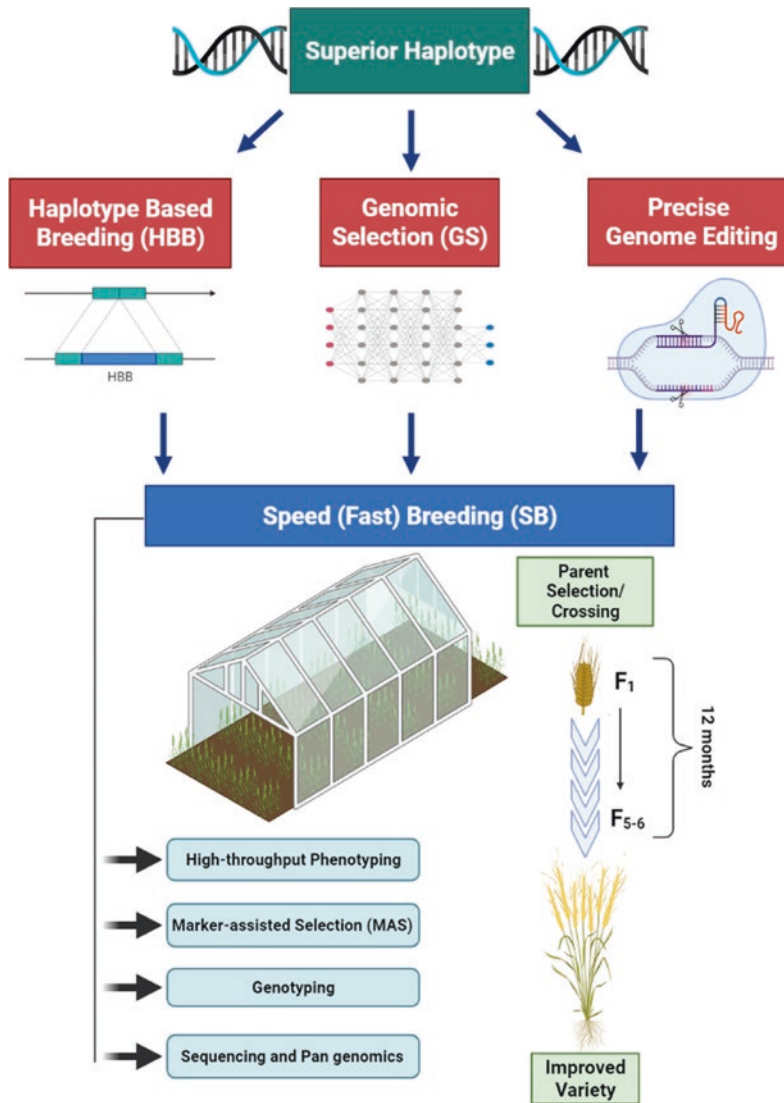 Superior Haplotype
Haplotype Based
Breeding (HBB)
Genomic
Selection (GS)
Precise
Genome Editing
HBB
Speed (Fast) Breeding (SB)
Parent
Selection/
Crossing
F₁
12 months
F₅₋₆
High-throughput Phenotyping
Marker-assisted Selection (MAS)
Genotyping
Sequencing and Pan genomics
Improved
Variety